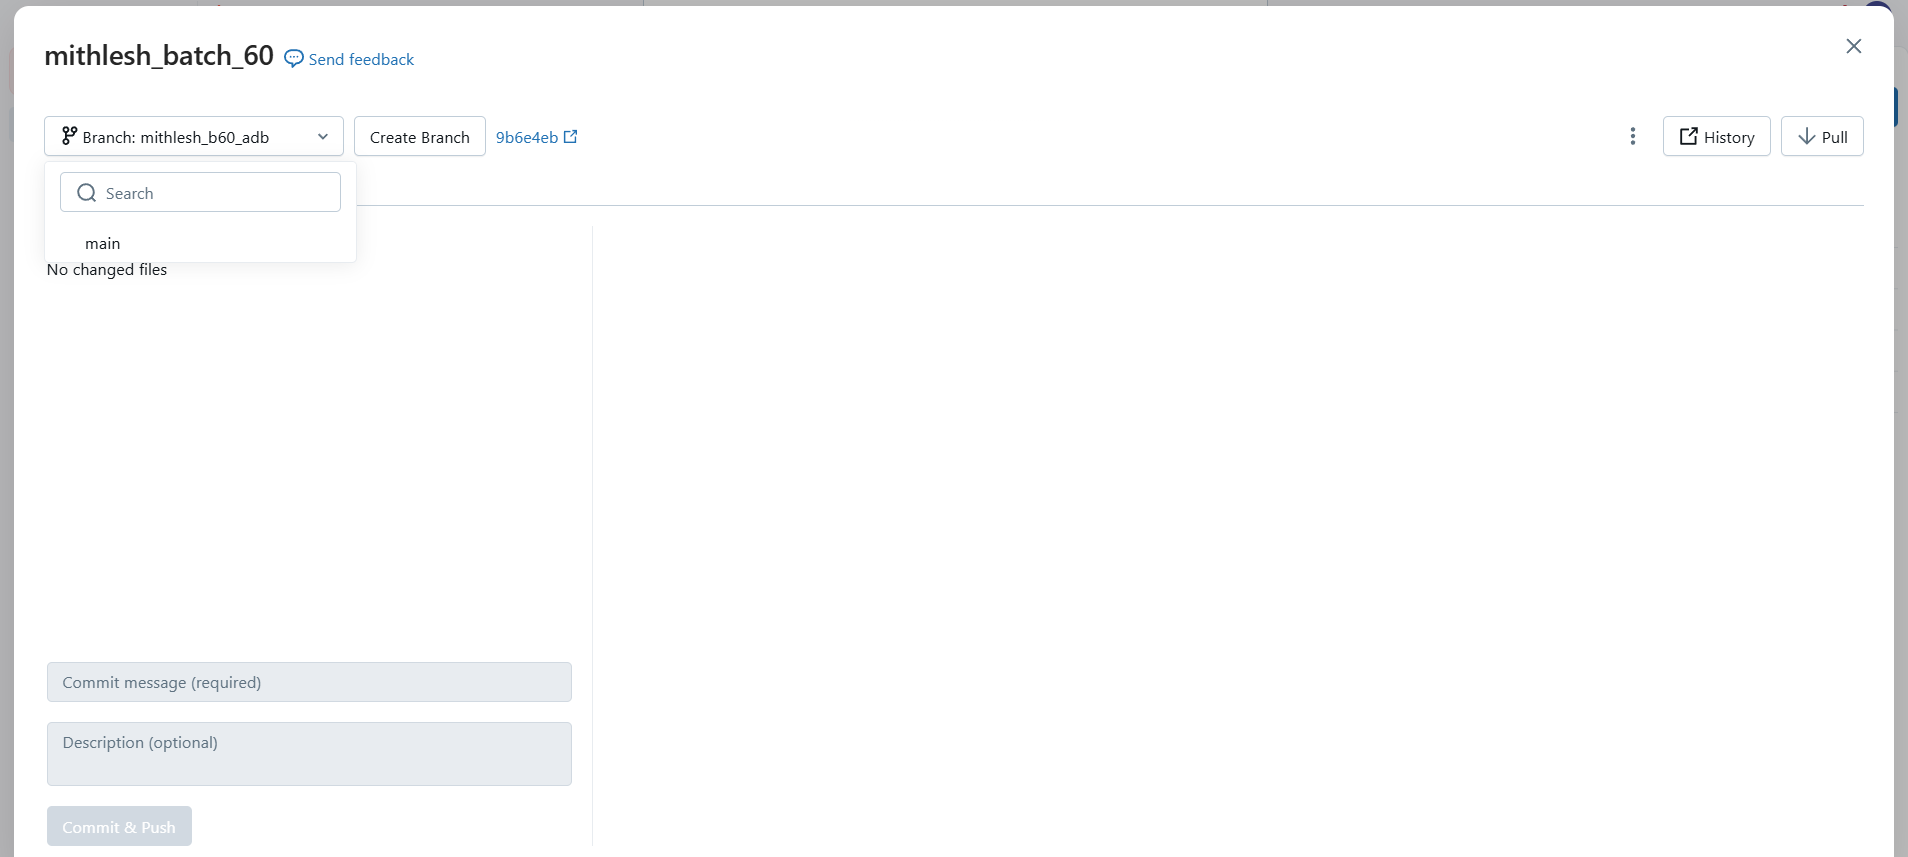 mithlesh_batch_60 Send feedback
Branch: mithlesh_b60_adb Create Branch 9b6e4eb History Pull
Search
main
No changed files
Commit message (required)
Description (optional)
Commit & Push